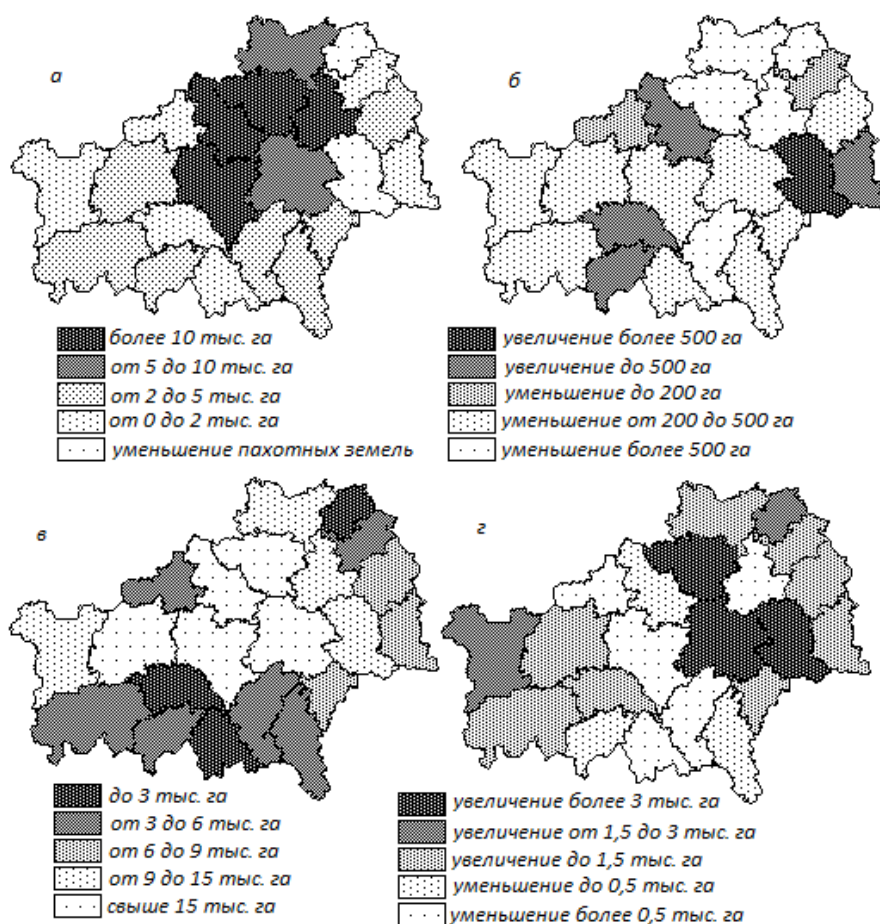 а
б
более 10 тыс. га
от 5 до 10 тыс. га
от 2 до 5 тыс. га
от 0 до 2 тыс. га
уменьшение пахотных земель
увеличение более 500 га
увеличение до 500 га
уменьшение до 200 га
уменьшение от 200 до 500 га
уменьшение более 500 га
в
г
до 3 тыс. га
от 3 до 6 тыс. га
от 6 до 9 тыс. га
от 9 до 15 тыс. га
свыше 15 тыс. га
увеличение более 3 тыс. га
увеличение от 1,5 до 3 тыс. га
увеличение до 1,5 тыс. га
уменьшение до 0,5 тыс. га
уменьшение более 0,5 тыс. га